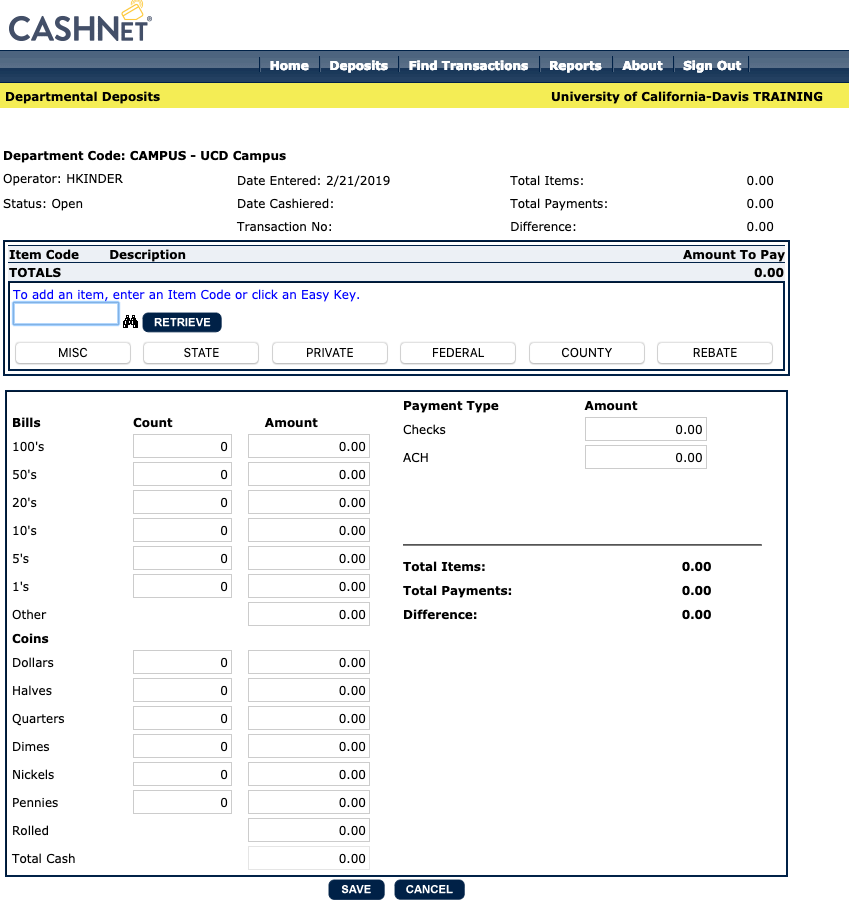 CASHNET®
Home Deposits Find Transactions Reports About Sign Out
Departmental Deposits University of California-Davis TRAINING
Department Code: CAMPUS - UCD Campus
Operator: HKINDER Date Entered: 2/21/2019 Total Items: 0.00
Status: Open Date Cashiered: Total Payments: 0.00
Transaction No: Difference: 0.00
Item Code Description Amount To Pay
TOTALS 0.00
To add an item, enter an Item Code or click an Easy Key.
RETRIEVE
MISC STATE PRIVATE FEDERAL COUNTY REBATE
Payment Type Amount
Bills Count Amount
Checks 0.00
100's 0 0.00
ACH 0.00
50's 0 0.00
20's 0 0.00
10's 0 0.00
5's 0 0.00
Total Items: 0.00
1's 0 0.00
Total Payments: 0.00
Other 0.00
Difference: 0.00
Coins
Dollars 0 0.00
Halves 0 0.00
Quarters 0 0.00
Dimes 0 0.00
Nickels 0 0.00
Pennies 0 0.00
Rolled 0.00
Total Cash 0.00
SAVE CANCEL